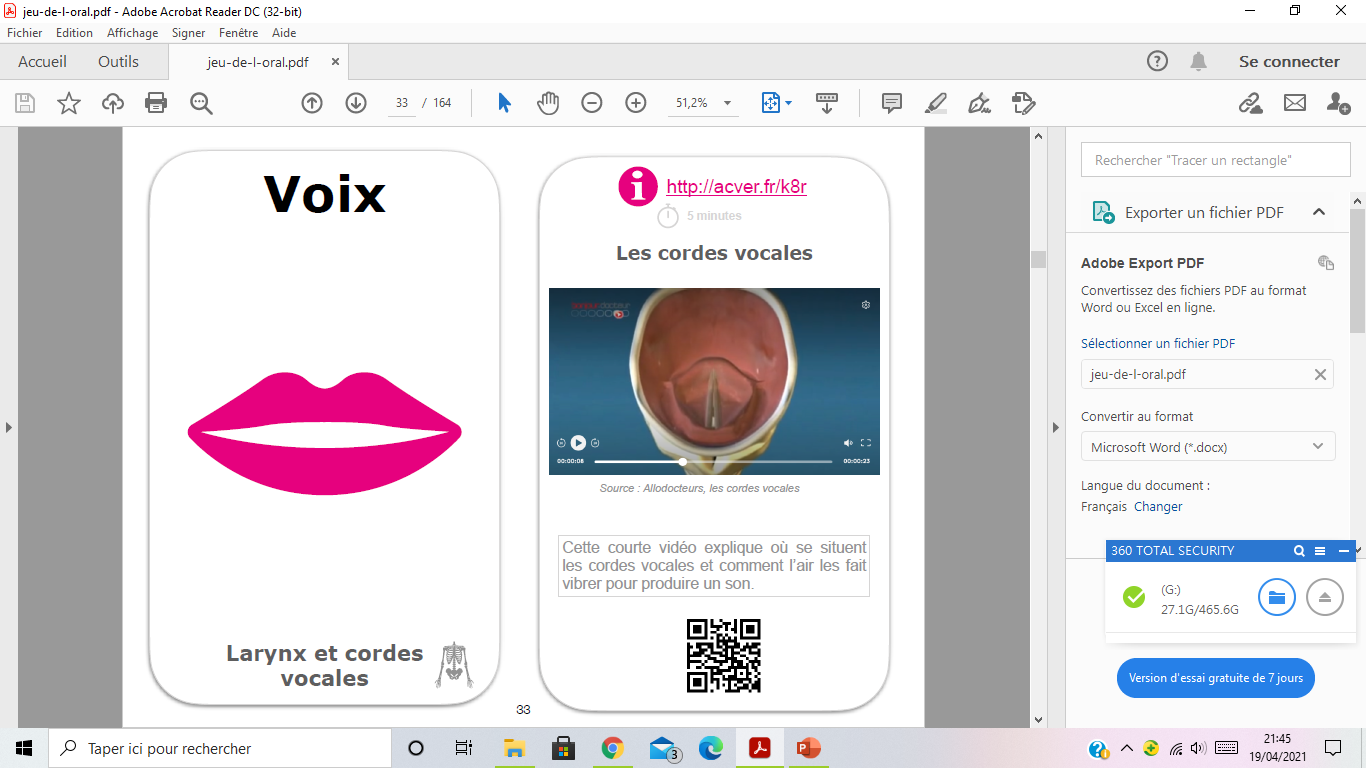 jeu-de-l-oral.pdf - Adobe Acrobat Reader DC (32-bit)
Fichier Edition Affichage Signer Fenêtre Aide
Accueil Outils jeu-de-l-oral.pdf × Se connecter
33 / 164 51,2%
Voix
Larynx et cordes
vocales
http://acver.fr/k8r
5 minutes
Les cordes vocales
00:00:08 00:00:23
Source : Allodocteurs, les cordes vocales
Cette courte vidéo explique où se situent
les cordes vocales et comment l'air les fait
vibrer pour produire un son.
33
Rechercher "Tracer un rectangle"
Exporter un fichier PDF
Adobe Export PDF
Convertissez des fichiers PDF au format
Word ou Excel en ligne.
Sélectionner un fichier PDF
jeu-de-l-oral.pdf
Convertir au format
Microsoft Word (*.docx)
Langue du document :
Français Changer
360 TOTAL SECURITY
(G:)
27.1G/465.6G
Version d'essai gratuite de 7 jours
Taper ici pour rechercher
3
21:45
19/04/2021